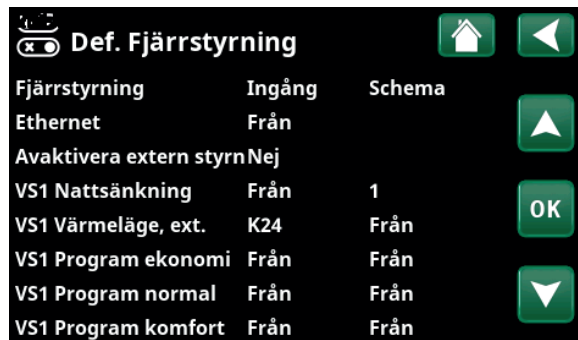 Def. Fjärrstyrning
Fjärrstyrning Ingång Schema
Ethernet Från
Avaktivera extern styrn Nej
VS1 Nattsänkning Från 1
OK
VS1 Värmeläge, ext. K24 Från
VS1 Program ekonomi Från Från
VS1 Program normal Från Från
VS1 Program komfort Från Från